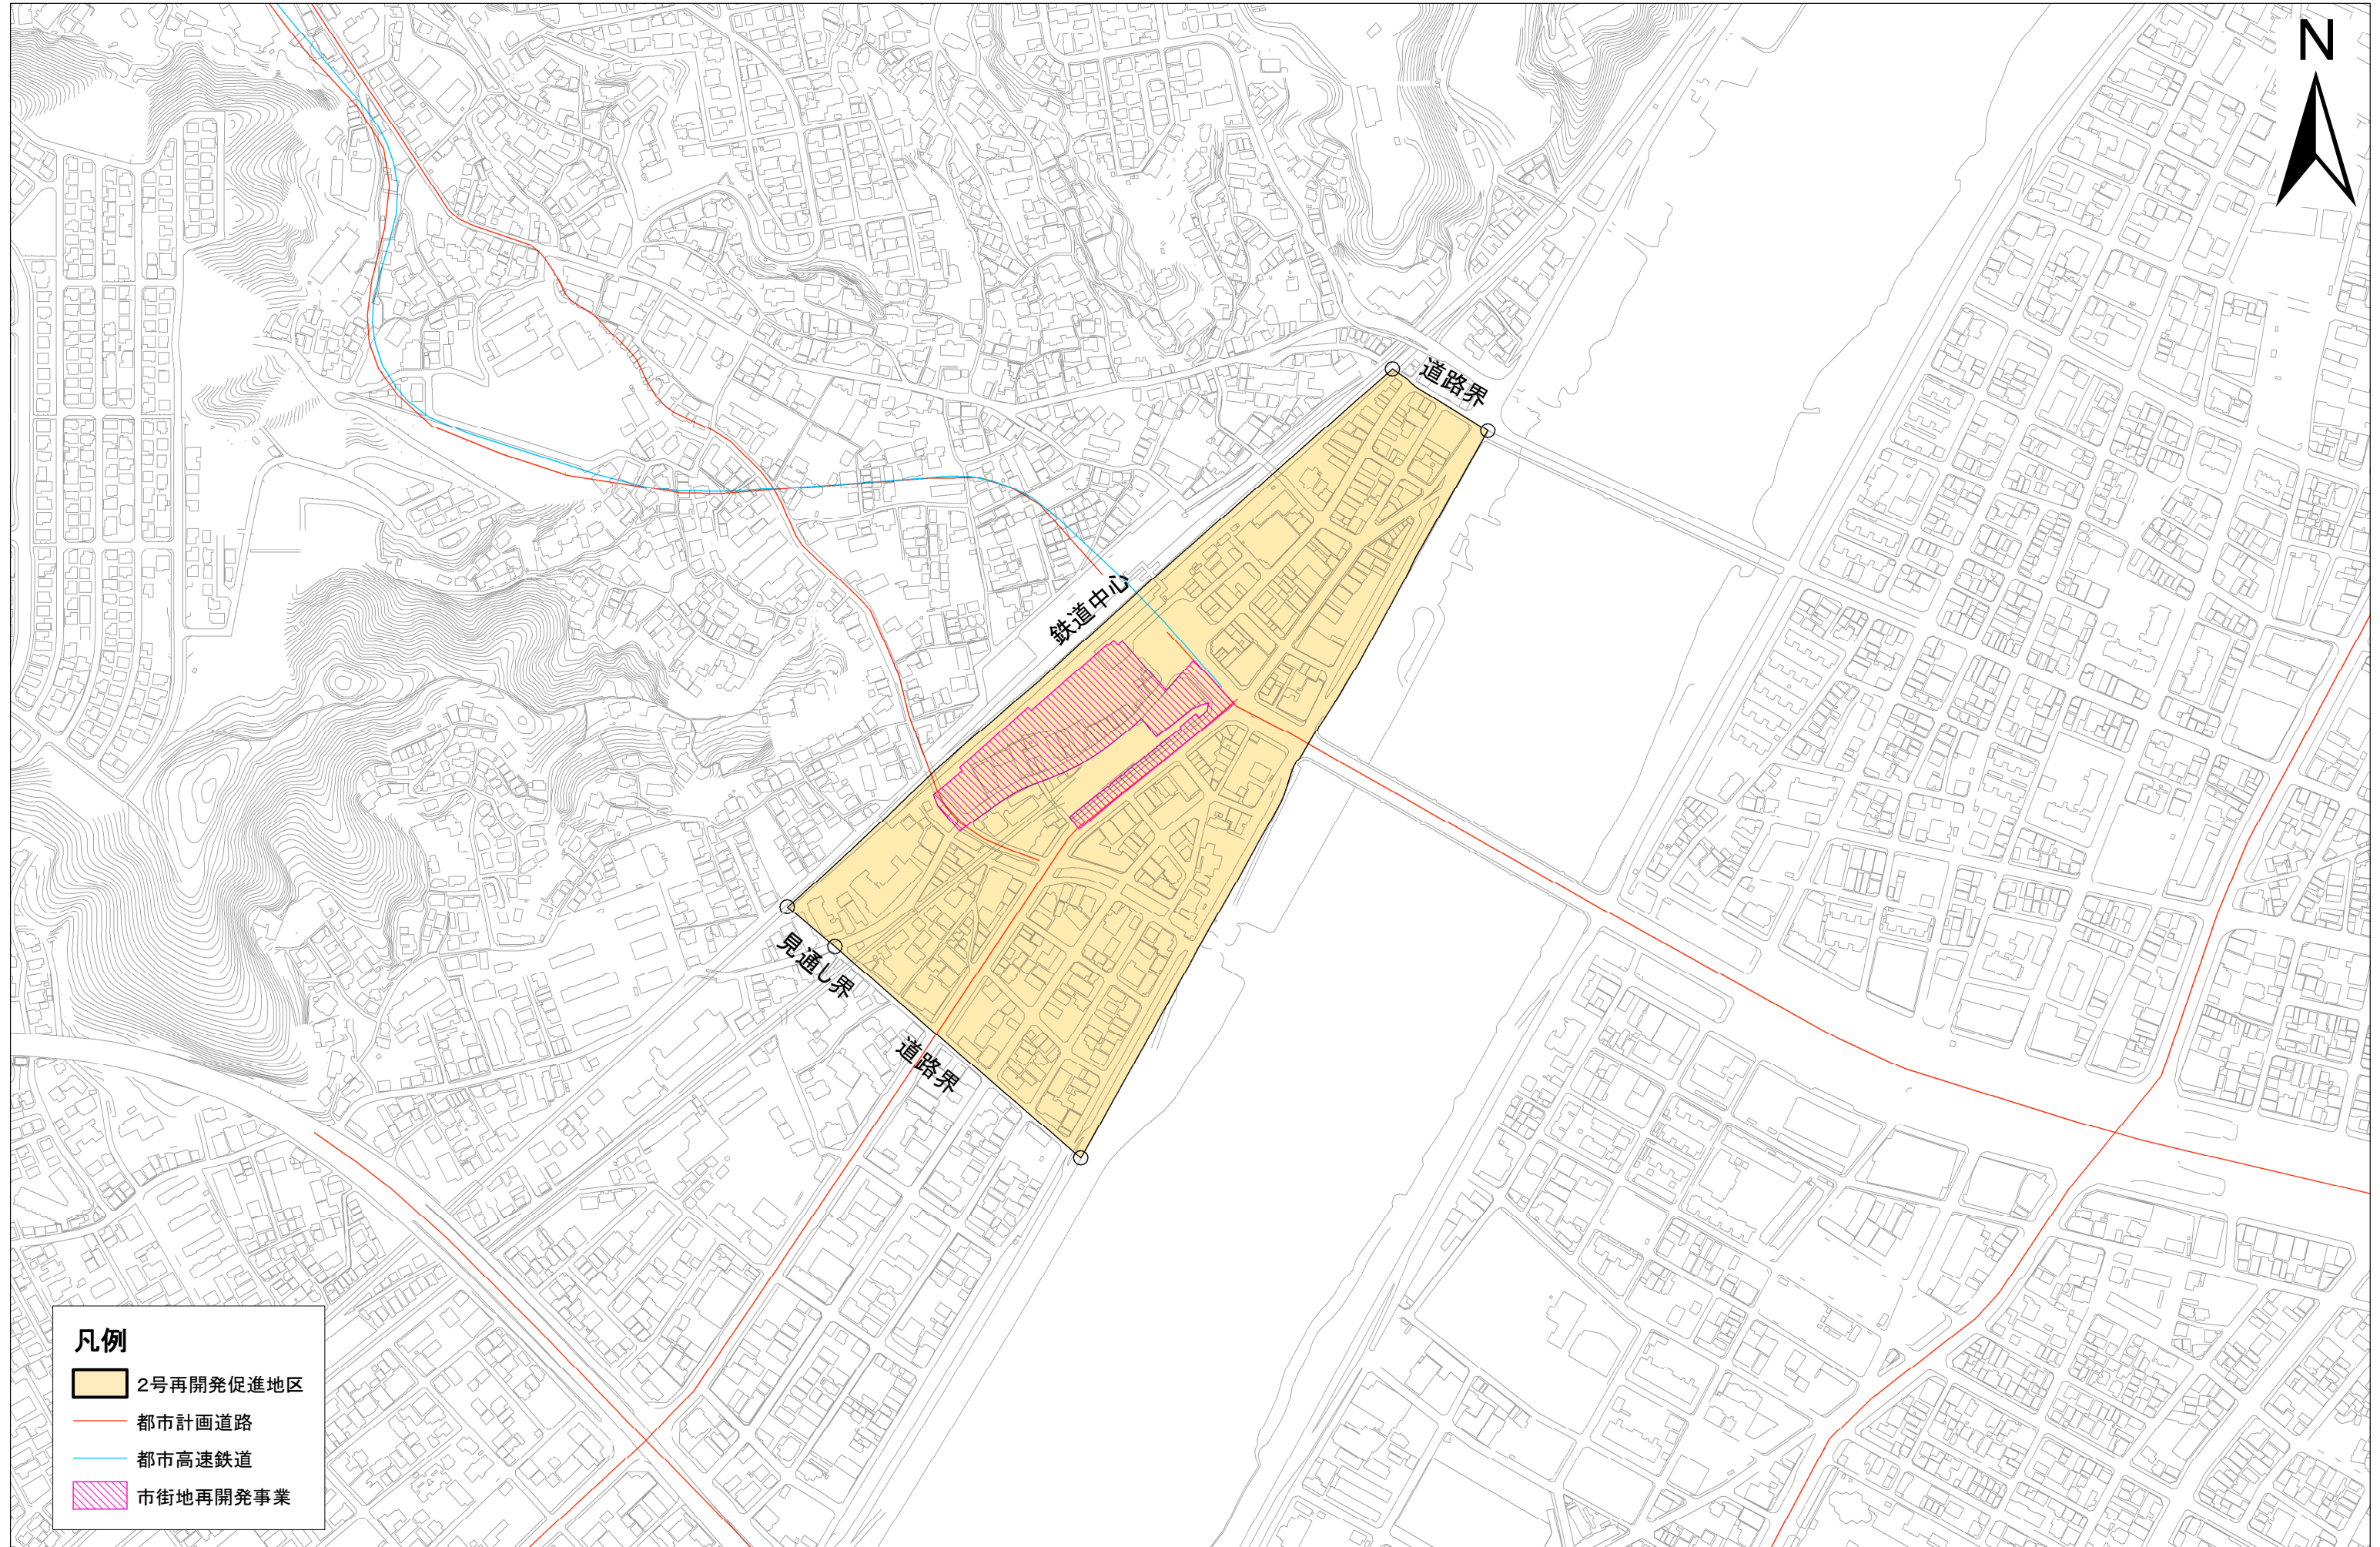 N
道路界
鉄道中心
見通し界
道路界
凡例
2号再開発促進地区
都市計画道路
都市高速鉄道
市街地再開発事業